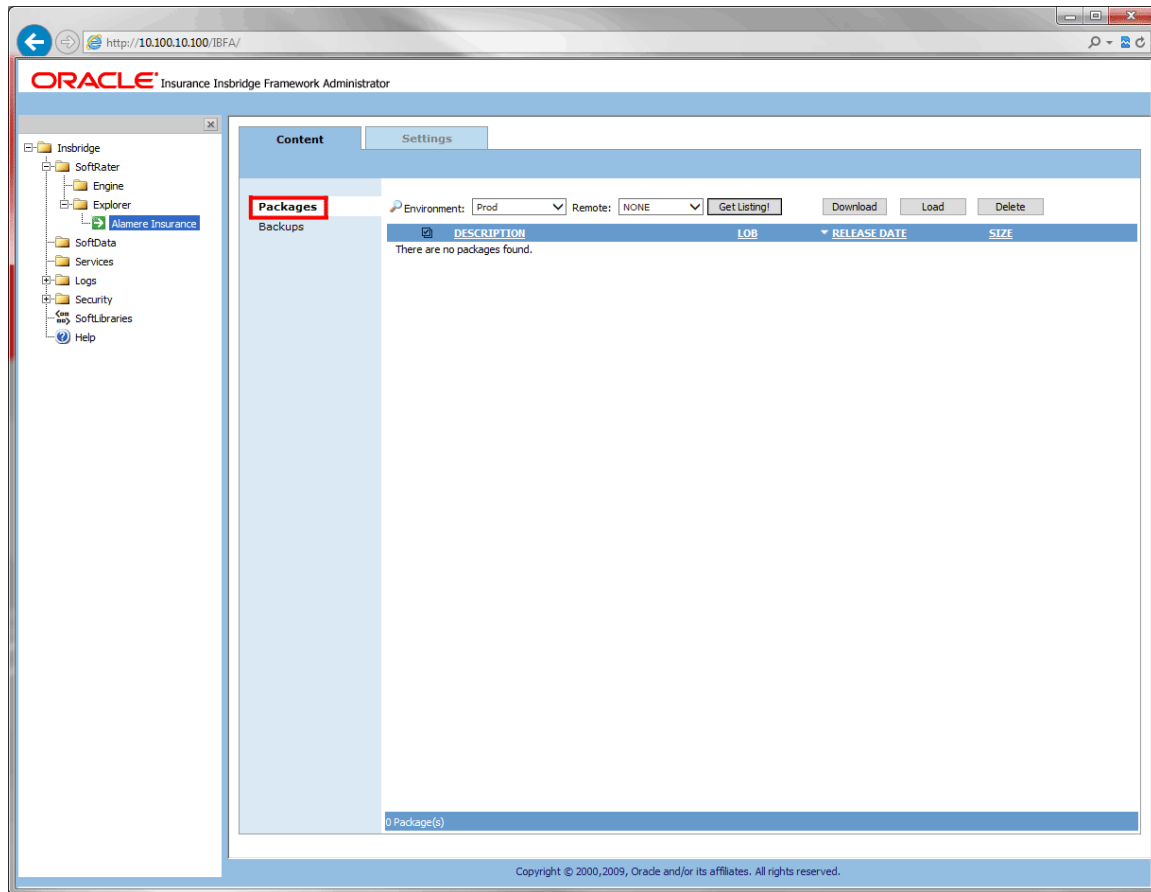 http://10.100.10.100/IBFA/
ORACLE Insurance Insbridge Framework Administrator
Insbridge
SoftRater
Engine
Explorer
Alamere Insurance
SoftData
Services
Logs
Security
SoftLibraries
Help
Content Settings
Packages
Backups
Environment: Prod Remote: NONE Get Listing! Download Load Delete
DESCRIPTION LOB RELEASE DATE SIZE
There are no packages found.
0 Package(s)
Copyright © 2000,2009, Oracle and/or its affiliates. All rights reserved.